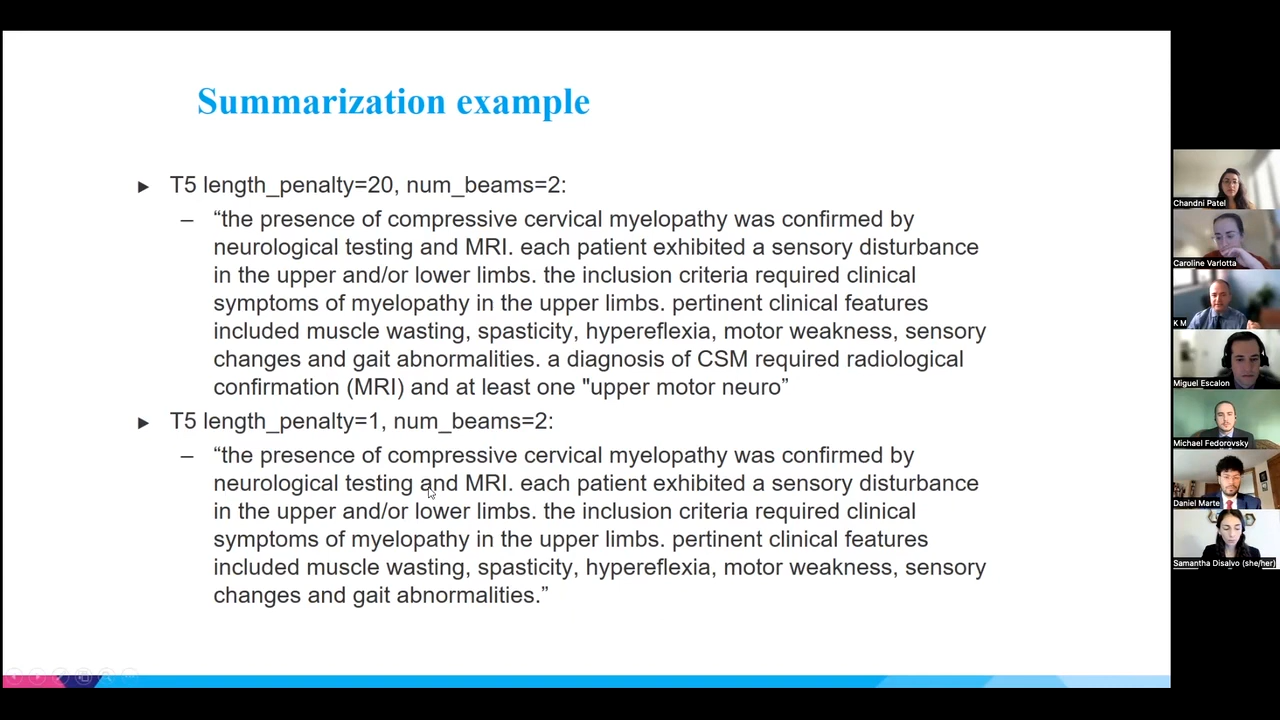 Summarization example
► T5 length_penalty=20, num_beams=2:
– “the presence of compressive cervical myelopathy was confirmed by
neurological testing and MRI. each patient exhibited a sensory disturbance
in the upper and/or lower limbs. the inclusion criteria required clinical
symptoms of myelopathy in the upper limbs. pertinent clinical features
included muscle wasting, spasticity, hypereflexia, motor weakness, sensory
changes and gait abnormalities. a diagnosis of CSM required radiological
confirmation (MRI) and at least one "upper motor neuro”
► T5 length_penalty=1, num_beams=2:
– “the presence of compressive cervical myelopathy was confirmed by
neurological testing and MRI. each patient exhibited a sensory disturbance
in the upper and/or lower limbs. the inclusion criteria required clinical
symptoms of myelopathy in the upper limbs. pertinent clinical features
included muscle wasting, spasticity, hypereflexia, motor weakness, sensory
changes and gait abnormalities.”
Chandni Patel
Caroline Varlotta
K M
Miguel Escalon
Michael Fedorovsky
Daniel Marte
Samantha Disalvo (she/her)